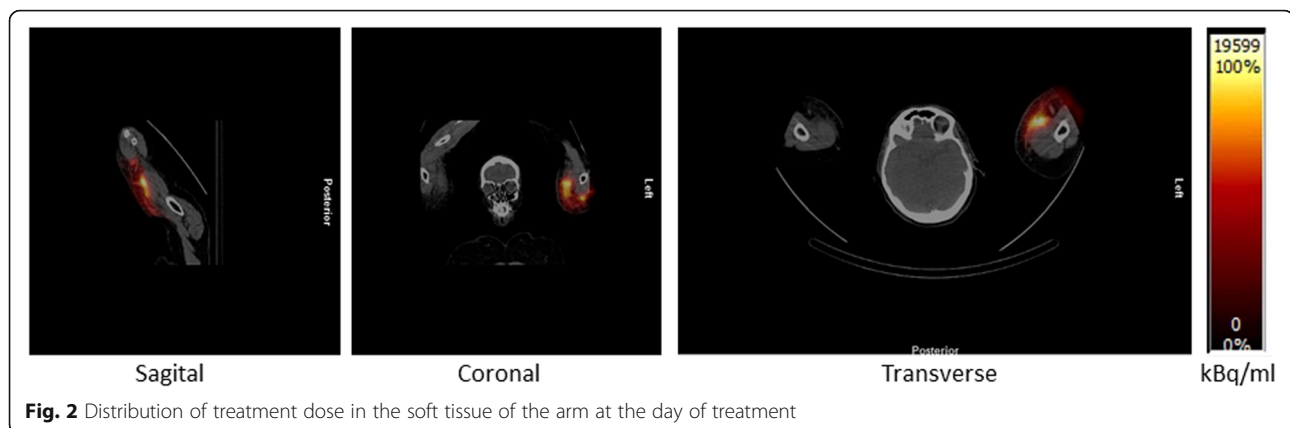 Posterior
Left
Left
Posterior
19599
100%
0
0%
Sagital
Coronal
Transverse
kBq/ml
Fig. 2 Distribution of treatment dose in the soft tissue of the arm at the day of treatment